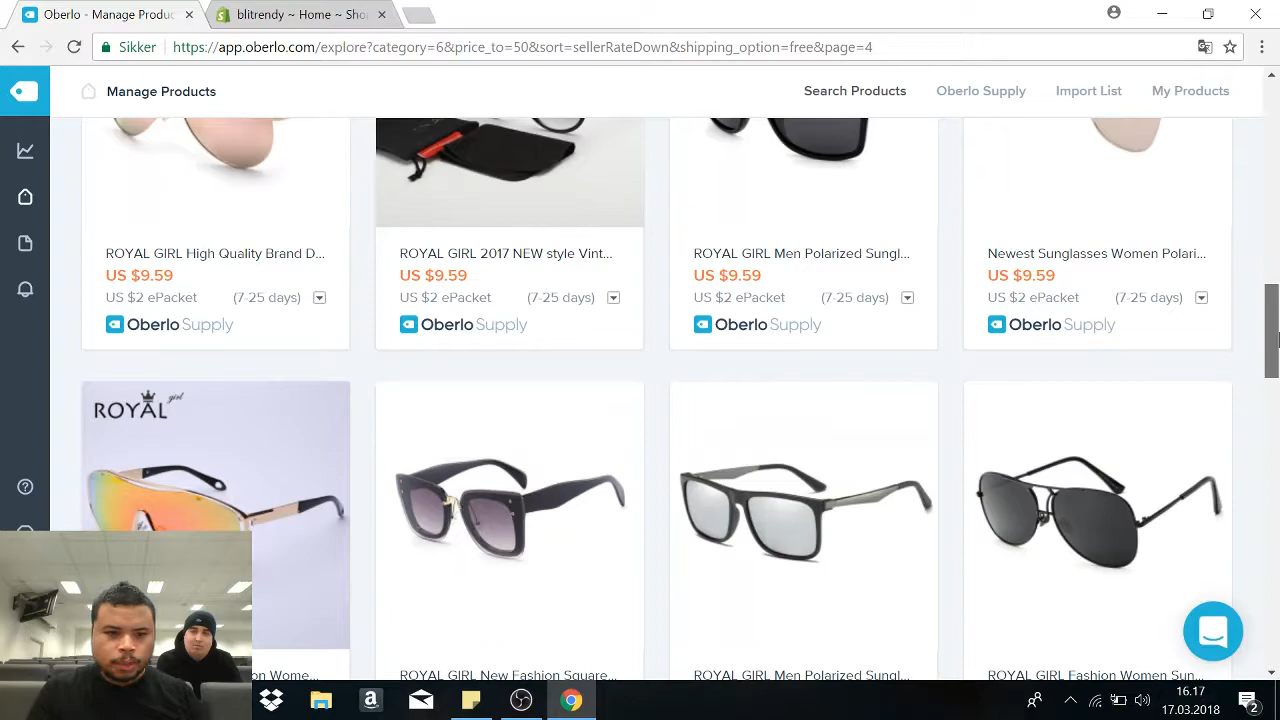 Oberlo - Manage Produc
blitrendy ~ Home ~ Sho
Sikker
https://app.oberlo.com/explore?category=6&price_to=50&sort=sellerRateDown&shipping_option=free&page=4
Manage Products
Search Products
Oberlo Supply
Import List
My Products
ROYAL GIRL High Quality Brand D...
ROYAL GIRL 2017 NEW style Vint...
ROYAL GIRL Men Polarized Sungl...
Newest Sunglasses Women Polari...
US $9.59
US $9.59
US $9.59
US $9.59
US $2 ePacket (7-25 days)
US $2 ePacket (7-25 days)
US $2 ePacket (7-25 days)
US $2 ePacket (7-25 days)
Oberlo Supply
Oberlo Supply
Oberlo Supply
Oberlo Supply
ROYAL girl
on Wome...
ROYAL GIRL New Fashion Square...
ROYAL GIRL Men Polarized Sungl...
ROYAL GIRL Fashion Women Sun...
16.17
17.03.2018
2